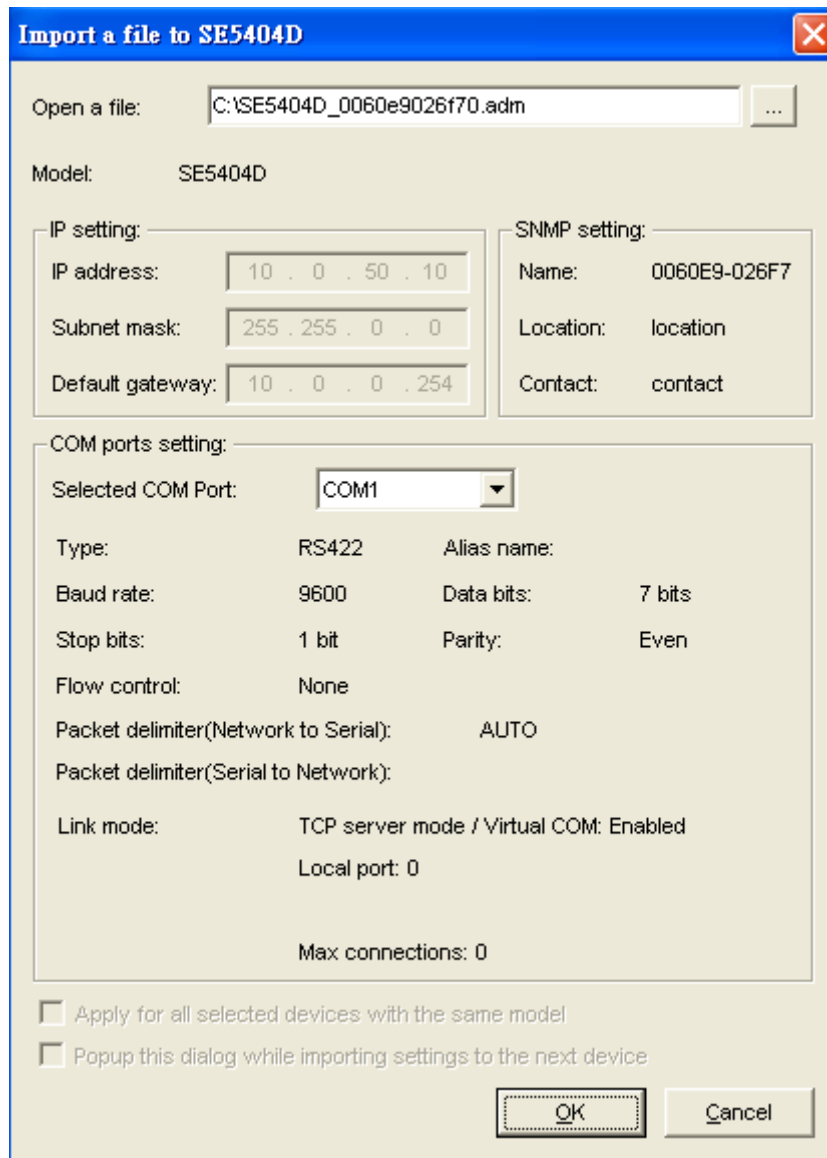 Import a file to SE5404D
Open a file: C:\SE5404D_0060e9026f70.adm ...
Model: SE5404D
IP setting: SNMP setting:
IP address: 10 . 0 . 50 . 10 Name: 0060E9-026F7
Subnet mask: 255 . 255 . 0 . 0 Location: location
Default gateway: 10 . 0 . 0 . 254 Contact: contact
COM ports setting:
Selected COM Port: COM1
Type: RS422 Alias name:
Baud rate: 9600 Data bits: 7 bits
Stop bits: 1 bit Parity: Even
Flow control: None
Packet delimiter(Network to Serial): AUTO
Packet delimiter(Serial to Network):
Link mode: TCP server mode / Virtual COM: Enabled
Local port: 0
Max connections: 0
Apply for all selected devices with the same model
Popup this dialog while importing settings to the next device
OK Cancel